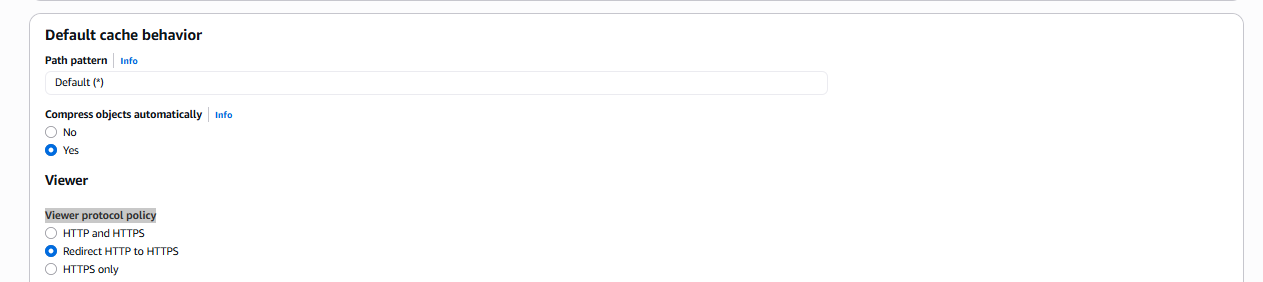 Default cache behavior
Path pattern | Info
Default (*)
Compress objects automatically | Info
No
Yes
Viewer
Viewer protocol policy
HTTP and HTTPS
Redirect HTTP to HTTPS
HTTPS only